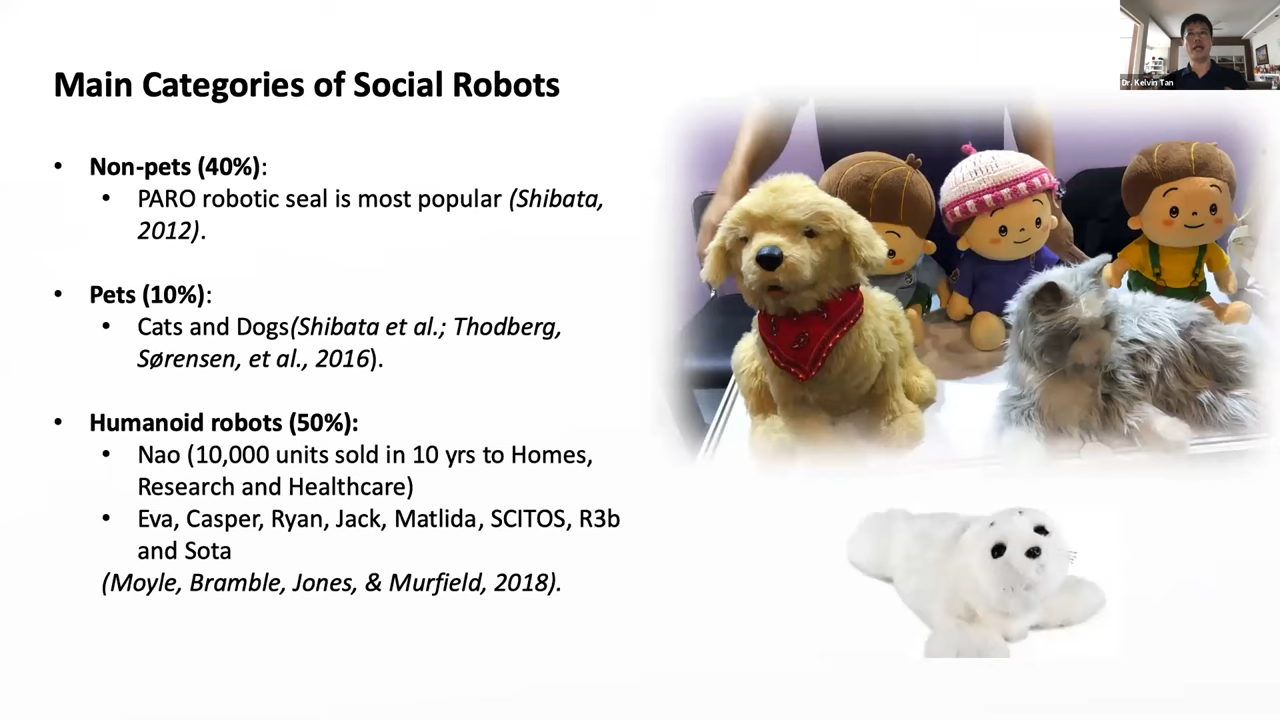 Dr. Kelvin Tan
Main Categories of Social Robots
• Non-pets (40%):
• PARO robotic seal is most popular (Shibata,
2012).
• Pets (10%):
• Cats and Dogs(Shibata et al.; Thodberg,
Sørensen, et al., 2016).
• Humanoid robots (50%):
• Nao (10,000 units sold in 10 yrs to Homes,
Research and Healthcare)
• Eva, Casper, Ryan, Jack, Matlida, SCITOS, R3b
and Sota
(Moyle, Bramble, Jones, & Murfield, 2018).